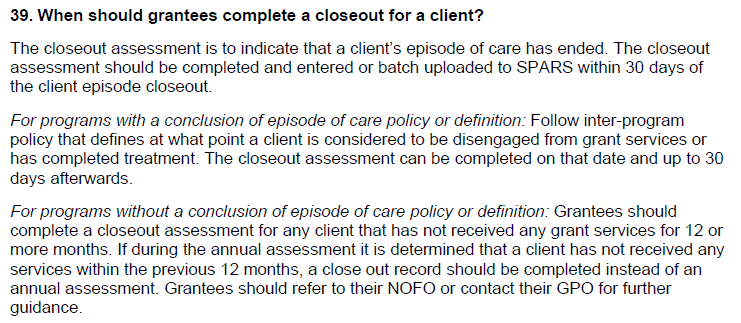 39. When should grantees complete a closeout for a client?
The closeout assessment is to indicate that a client's episode of care has ended. The closeout
assessment should be completed and entered or batch uploaded to SPARS within 30 days of
the client episode closeout.
For programs with a conclusion of episode of care policy or definition: Follow inter-program
policy that defines at what point a client is considered to be disengaged from grant services or
has completed treatment. The closeout assessment can be completed on that date and up to 30
days afterwards.
For programs without a conclusion of episode of care policy or definition: Grantees should
complete a closeout assessment for any client that has not received any grant services for 12 or
more months. If during the annual assessment it is determined that a client has not received any
services within the previous 12 months, a close out record should be completed instead of an
annual assessment. Grantees should refer to their NOFO or contact their GPO for further
guidance.